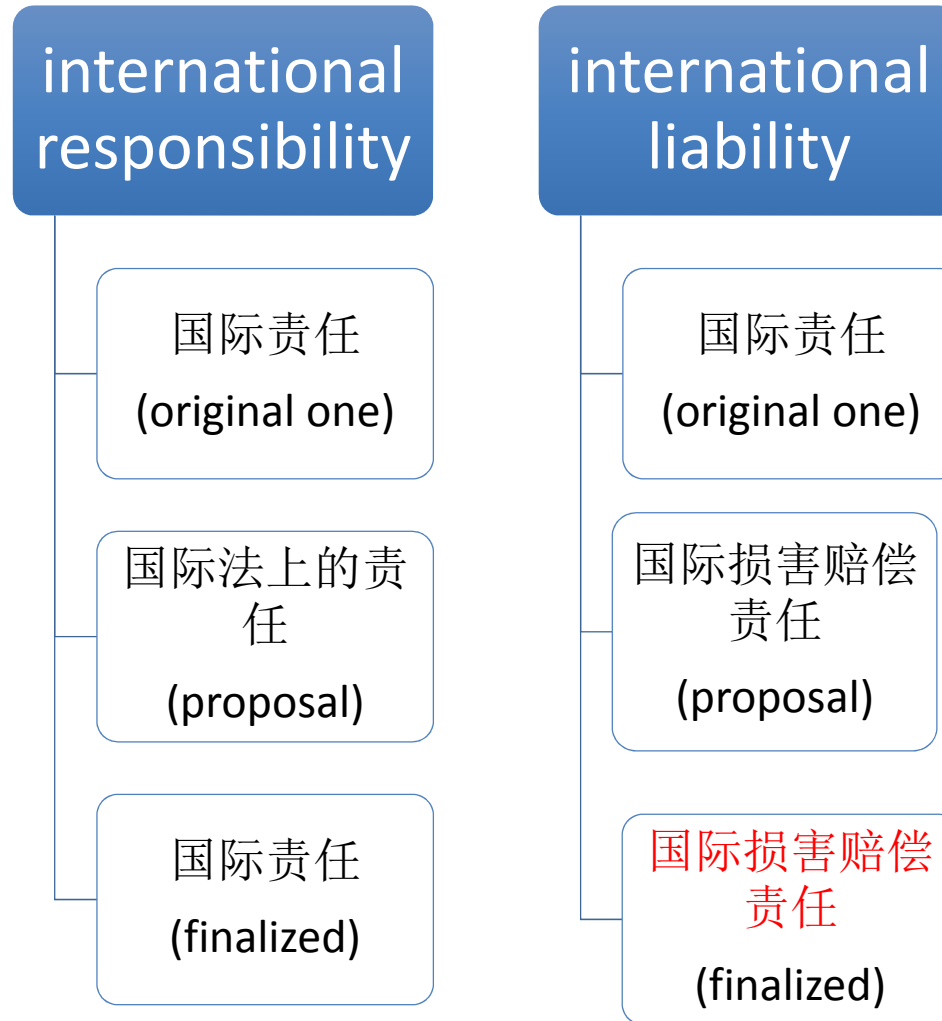 international
responsibility
国际责任
(original one)
国际法上的责
任
(proposal)
国际责任
(finalized)
international
liability
国际责任
(original one)
国际损害赔偿
责任
(proposal)
国际损害赔偿
责任
(finalized)